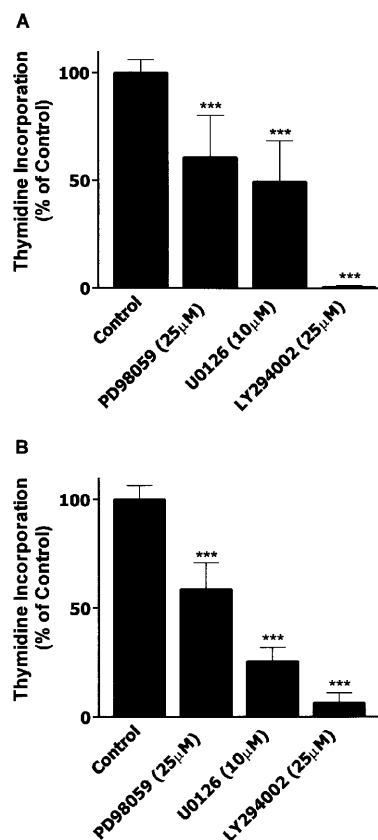 A
Thymidine Incorporation
(% of Control)
100
50
0
***
***
***
Control
PD98059 (25μM)
U0126 (10μM)
LY294002 (25μM)
B
Thymidine Incorporation
(% of Control)
100
50
0
***
***
***
Control
PD98059 (25μM)
U0126 (10μM)
LY294002 (25μM)